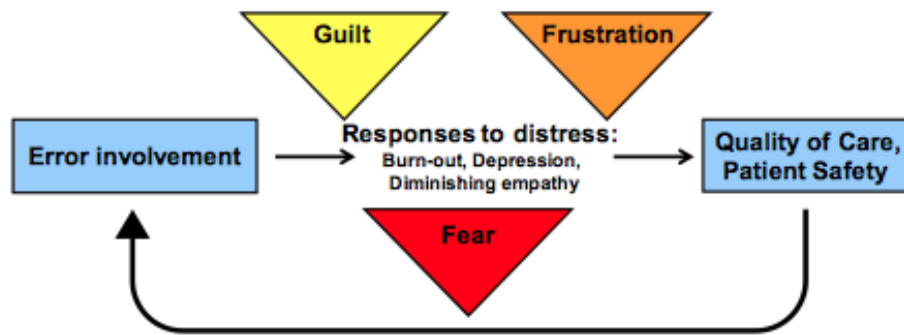 Guilt
Frustration
Error involvement
Responses to distress:
Burn-out, Depression,
Diminishing empathy
Quality of Care,
Patient Safety
Fear